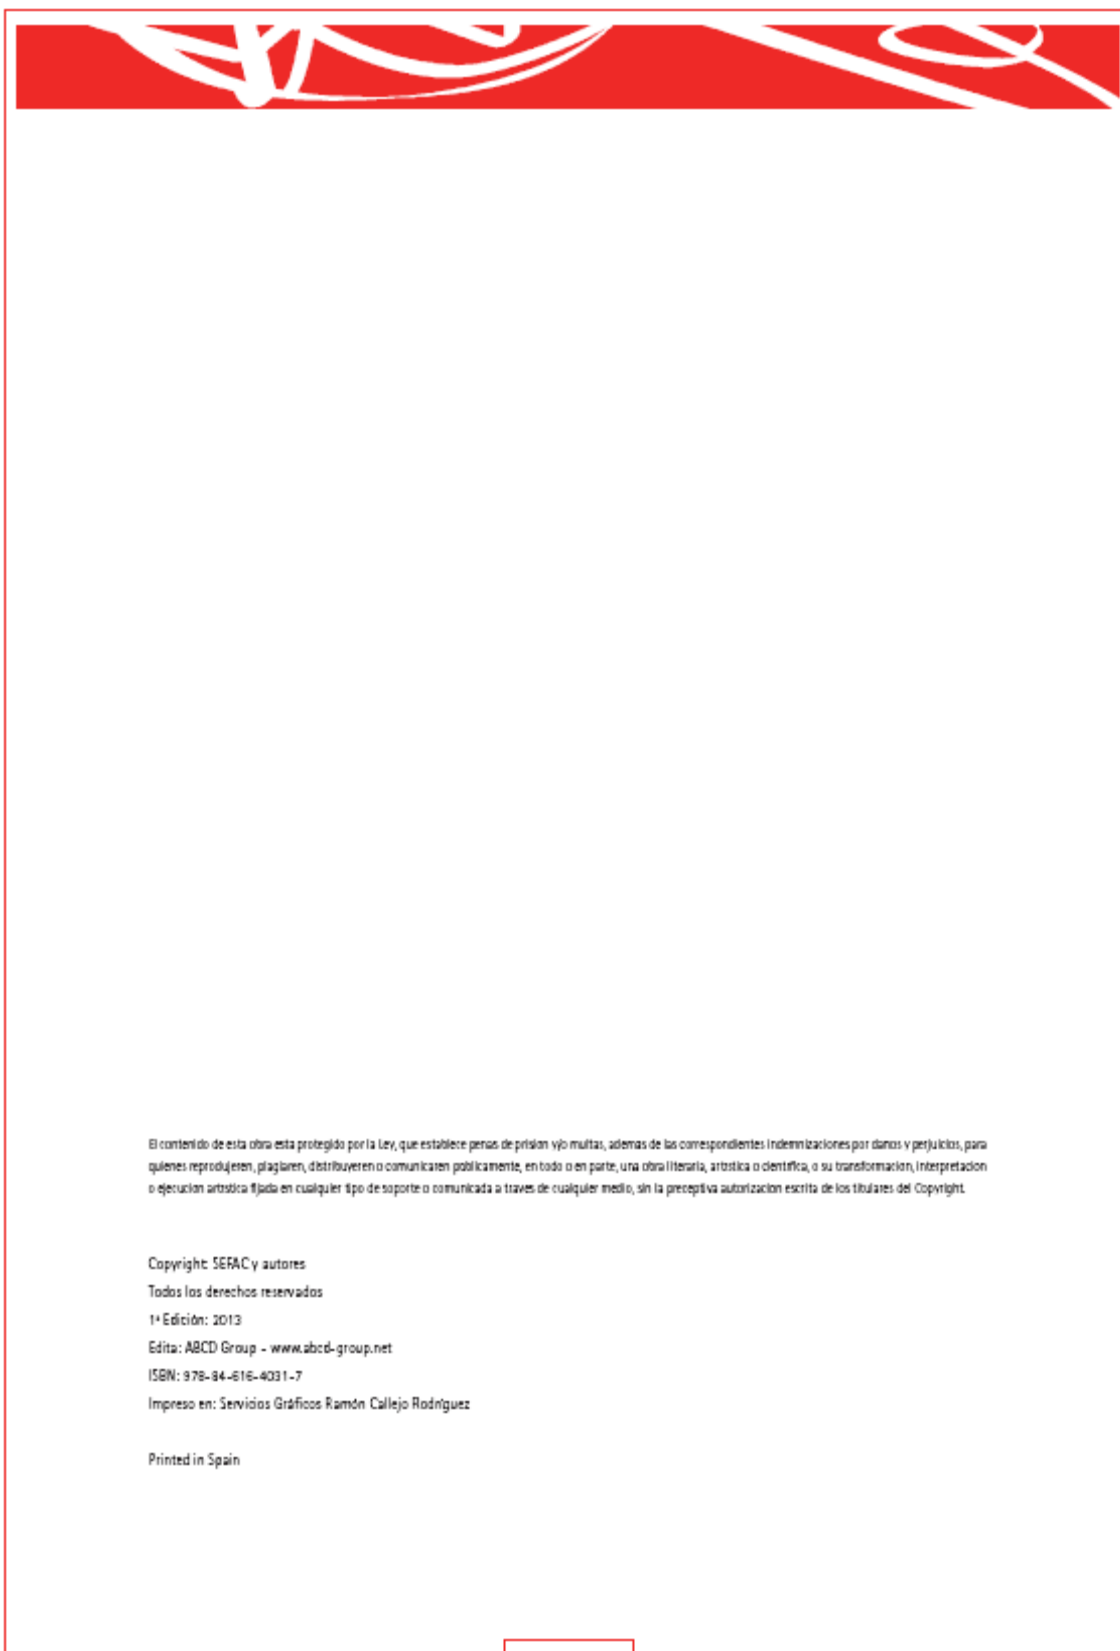 El contenido de esta obra esta protegido por la Ley, que establece penas de prision y/o multas, ademas de las correspondientes indemnizaciones por danos y perjuicios, para
quienes reprodujeren, plagiaren, distribuyeren o comunicaren publicamente, en todo o en parte, una obra literaria, artistica o cientifica, o su transformacion, interpretacion
o ejecucion artistica fijada en cualquier tipo de soporte o comunicada a traves de cualquier medio, sin la preceptiva autorizacion escrita de los titulares del Copyright.
Copyright: SEFAC y autores
Todos los derechos reservados
1ª Edición: 2013
Edita: ABCD Group - www.abcd-group.net
ISBN: 978-84-616-4031-7
Impreso en: Servicios Gráficos Ramón Callejo Rodríguez
Printed in Spain